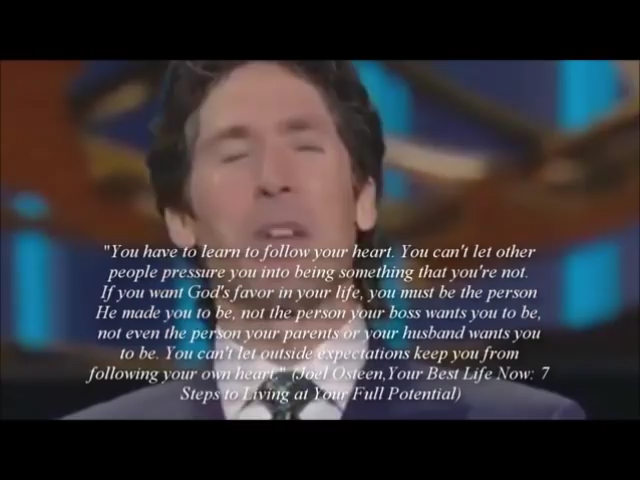 "You have to learn to follow your heart. You can't let other
people pressure you into being something that you're not.
If you want God's favor in your life, you must be the person
He made you to be, not the person your boss wants you to be,
not even the person your parents or your husband wants you
to be. You can't let outside expectations keep you from
following your own heart." (Joel Osteen,Your Best Life Now: 7
Steps to Living at Your Full Potential)